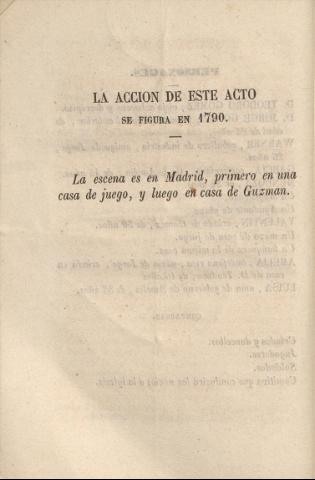 LA ACCION DE ESTE ACTO
SE FIGURA EN 1790.
La escena es en Madrid, primero en una
casa de juego, y luego en casa de Guzman.